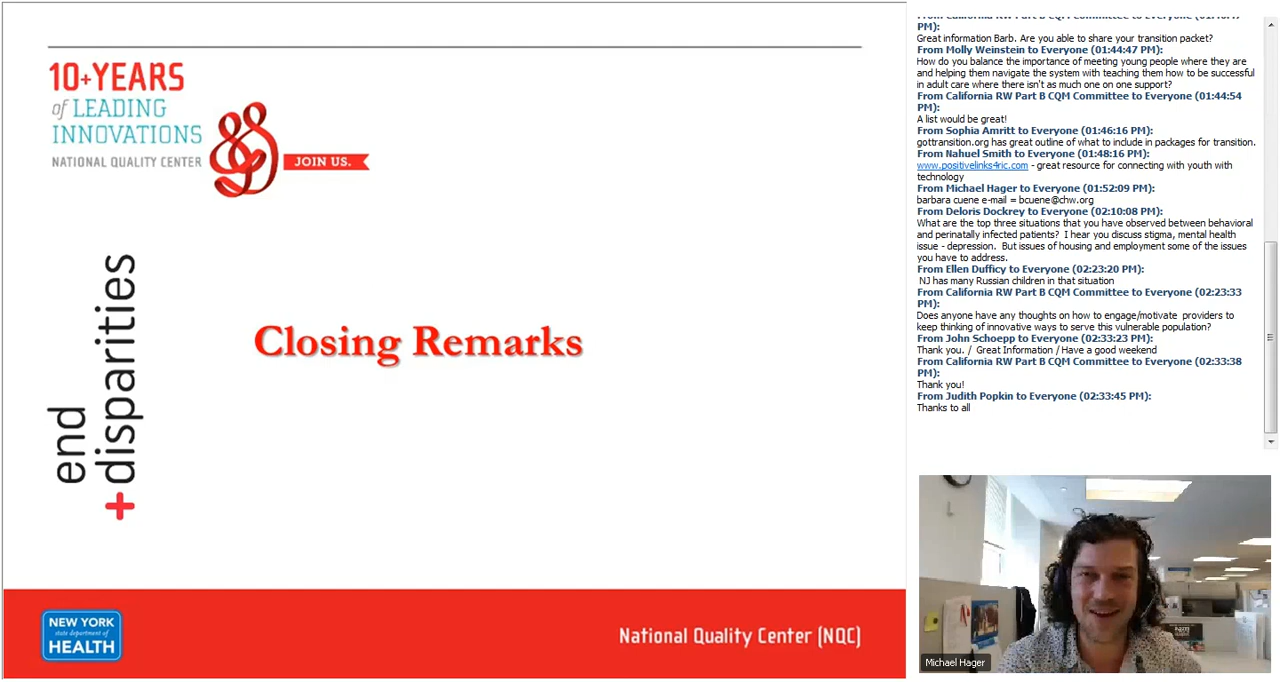 10+YEARS
of LEADING
INNOVATIONS
NATIONAL QUALITY CENTER
JOIN US.
end
+disparities
Closing Remarks
NEW YORK
state department of
HEALTH
National Quality Center (NQC)
PM):
Great information Barb. Are you able to share your transition packet?
From Molly Weinstein to Everyone (01:44:47 PM):
How do you balance the importance of meeting young people where they are
and helping them navigate the system with teaching them how to be successful
in adult care where there isn't as much one on one support?
From California RW Part B CQM Committee to Everyone (01:44:54
PM):
A list would be great!
From Sophia Amritt to Everyone (01:46:16 PM):
gottransition.org has great outline of what to include in packages for transition.
From Nahuel Smith to Everyone (01:48:16 PM):
www.positivelinks4ric.com - great resource for connecting with youth with
technology
From Michael Hager to Everyone (01:52:09 PM):
barbara cuene e-mail = bcuene@chw.org
From Deloris Dockrey to Everyone (02:10:08 PM):
What are the top three situations that you have observed between behavioral
and perinatally infected patients? I hear you discuss stigma, mental health
issue - depression. But issues of housing and employment some of the issues
you have to address.
From Ellen Dufficy to Everyone (02:23:20 PM):
NJ has many Russian children in that situation
From California RW Part B CQM Committee to Everyone (02:23:33
PM):
Does anyone have any thoughts on how to engage/motivate providers to
keep thinking of innovative ways to serve this vulnerable population?
From John Schoepp to Everyone (02:33:23 PM):
Thank you. / Great Information / Have a good weekend
From California RW Part B CQM Committee to Everyone (02:33:38
PM):
Thank you!
From Judith Popkin to Everyone (02:33:45 PM):
Thanks to all
Michael Hager